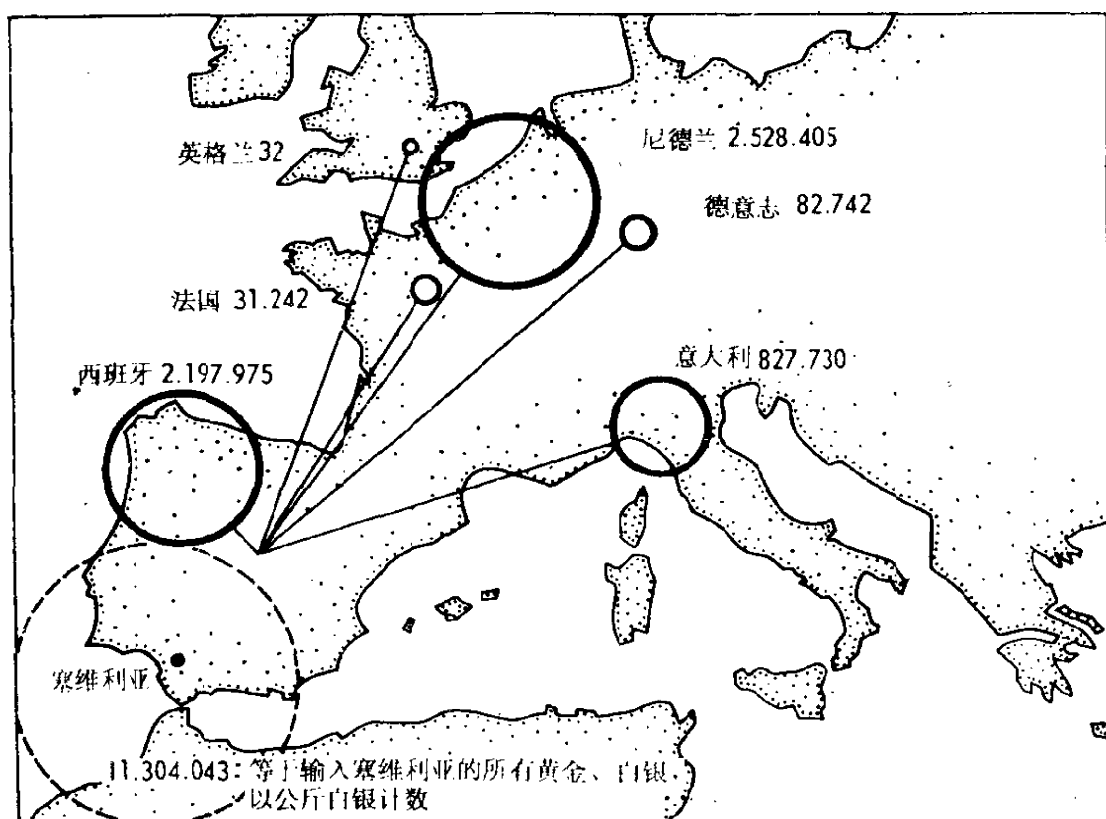 英格兰32
尼德兰 2.528.405
德意志 82.742
法国 31.242
西班牙 2.197.975
意大利 827.730
塞维利亚
11.304.043: 等于输入塞维利亚的所有黄金、白银,
以公斤白银计数